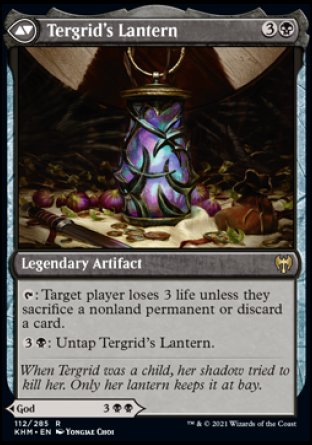 Tergrid's Lantern 3
Legendary Artifact
: Target player loses 3 life unless they
sacrifice a nonland permanent or discard
a card.
3 : Untap Tergrid's Lantern.
When Tergrid was a child, her shadow tried to
kill her. Only her lantern keeps it at bay.
God 3
112/285 R
KHM • EN Yongjae Choi ™ & © 2021 Wizards of the Coast